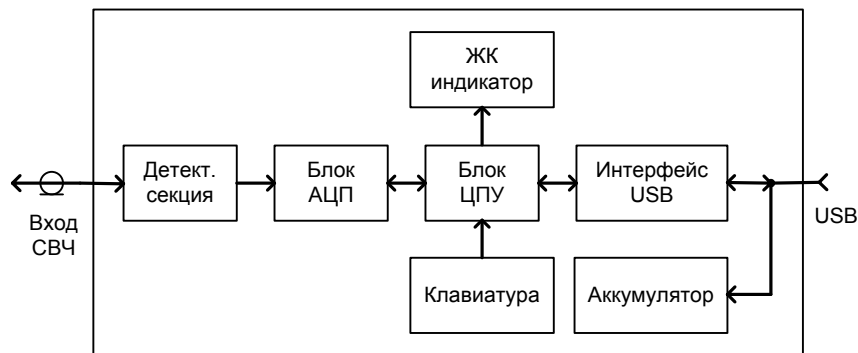 ЖК
индикатор
Детект.
секция
Блок
АЦП
Блок
ЦПУ
Интерфейс
USB
Вход
СВЧ
USB
Клавиатура
Аккумулятор